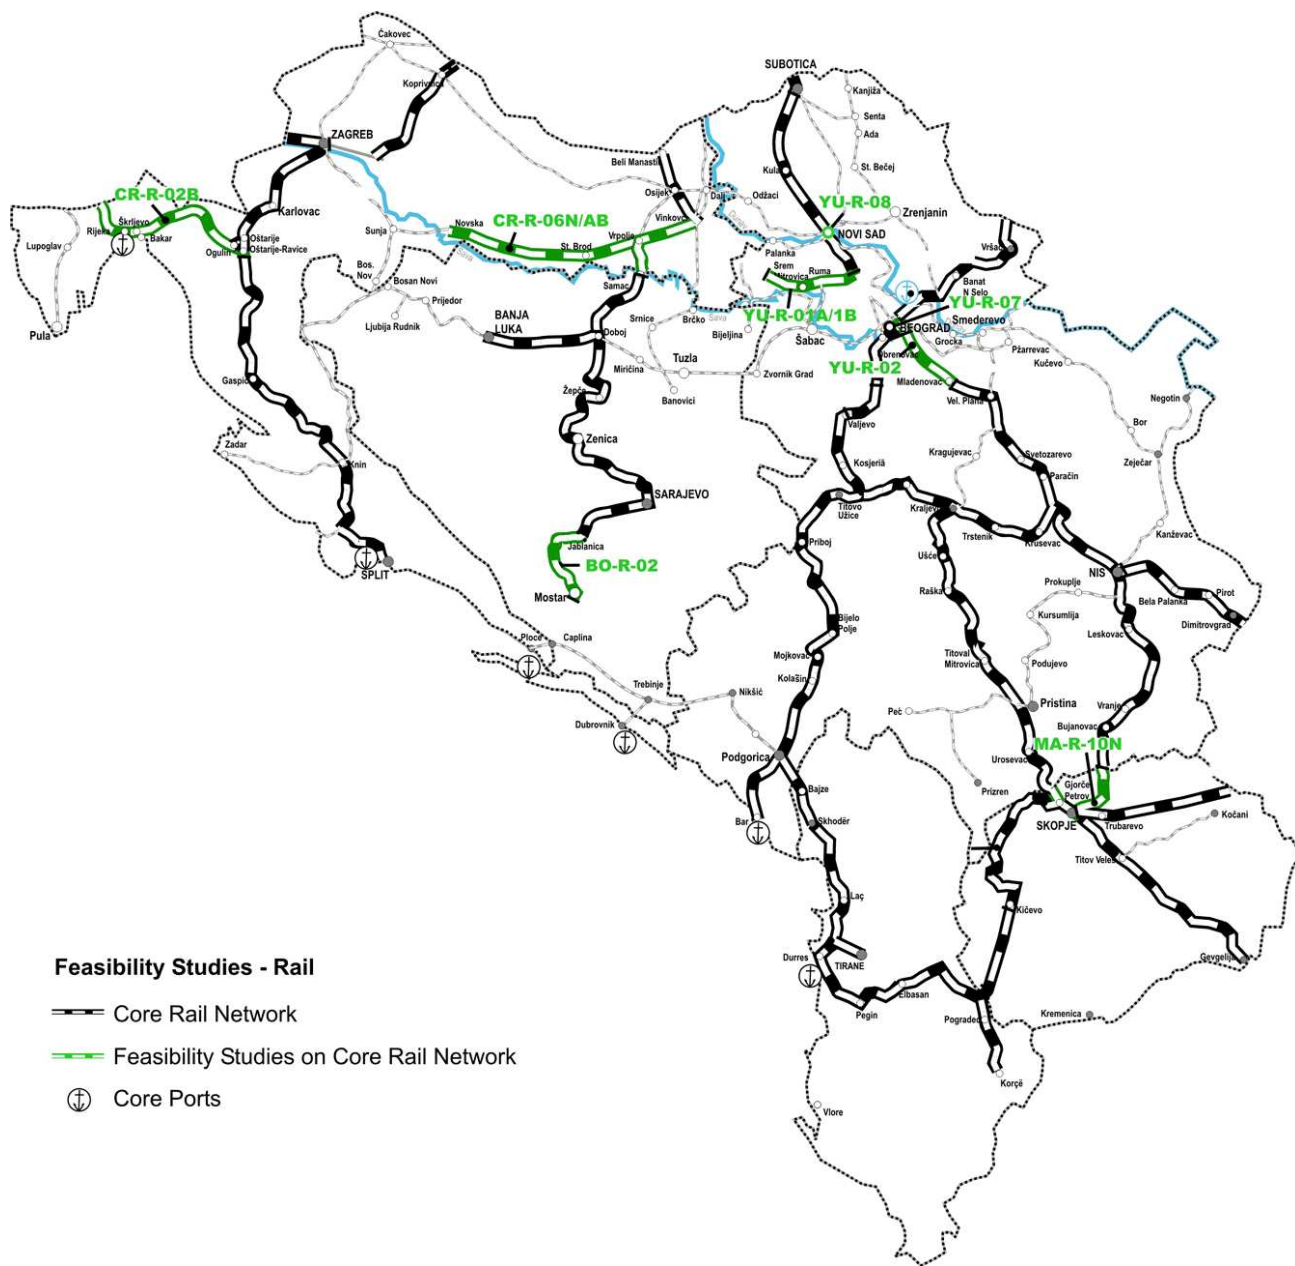 Čakovec
Koprivnica
SUBOTICA
Kanjiža
Senta
Ada
ZAGREB
Beli Manastir
Kula
St. Bečej
CR-R-02B
Osijek
Dalj
Odžaci
YU-R-08
Zrenjanin
Karlovac
Škrljevo
Rijeka
Bakar
Novska
CR-R-06N/AB
Vinkovci
Sunja
Vrpolje
NOVI SAD
Lupoglav
Oštarije
Ogulin
Oštarije-Ravice
St. Brod
Palanka
Vršac
Sava
Bos.
Nov
Bosan Novi
Samac
Srem
Mitrovica
Ruma
Banat
N Selo
Prijedor
YU-R-01A/1B
YU-R-07
Pula
Ljubija Rudnik
BANJA
LUKA
Doboj
Srnice
Brčko
Sava
Bijeljina
Šabac
BEOGRAD
Smederevo
Grocka
Obrenovac
Pžarrevac
Miričina
Tuzla
Zvornik Grad
YU-R-02
Kučevo
Gaspić
Žepče
Banovici
Mladenovac
Vel. Plana
Negotin
Valjevo
Bor
Zadar
Zenica
Kragujevac
Svetozarevo
Zeječar
Knin
Kosjeriä
Paračin
SARAJEVO
Titovo
Užice
Kraljevo
Trstenik
Krusevac
Kanževac
Priboj
Ušće
SPLIT
Jablanica
BO-R-02
NIS
Mostar
Raška
Prokuplje
Bela Palanka
Pirot
Kursumlija
Dimitrovgrad
Bijelo
Polje
Leskovac
Ploce
Caplina
Mojkovac
Titoval
Mitrovica
Podujevo
Kolašin
Trebinje
Nikšić
Peč
Pristina
Vranje
Dubrovnik
Bujanovac
Podgorica
MA-R-10N
Urosevac
Bajze
Prizren
Gjorče
Petrov
Bar
Skhodër
SKOPJE
Trubarevo
Kočani
Titov Veles
Laç
Kičevo
Durres
TIRANE
Gevgelija
Elbasan
Pegin
Pogradec
Kremenica
Korçë
Vlore
Feasibility Studies - Rail
Core Rail Network
Feasibility Studies on Core Rail Network
Core Ports